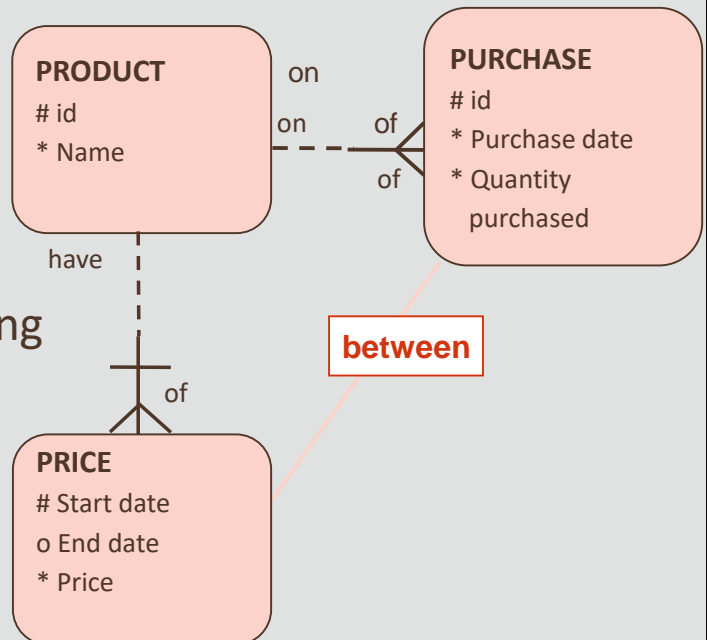 PRODUCT
# id
* Name
on
on
of
of
PURCHASE
# id
* Purchase date
* Quantity
purchased
have
ng
between
of
PRICE
# Start date
o End date
* Price